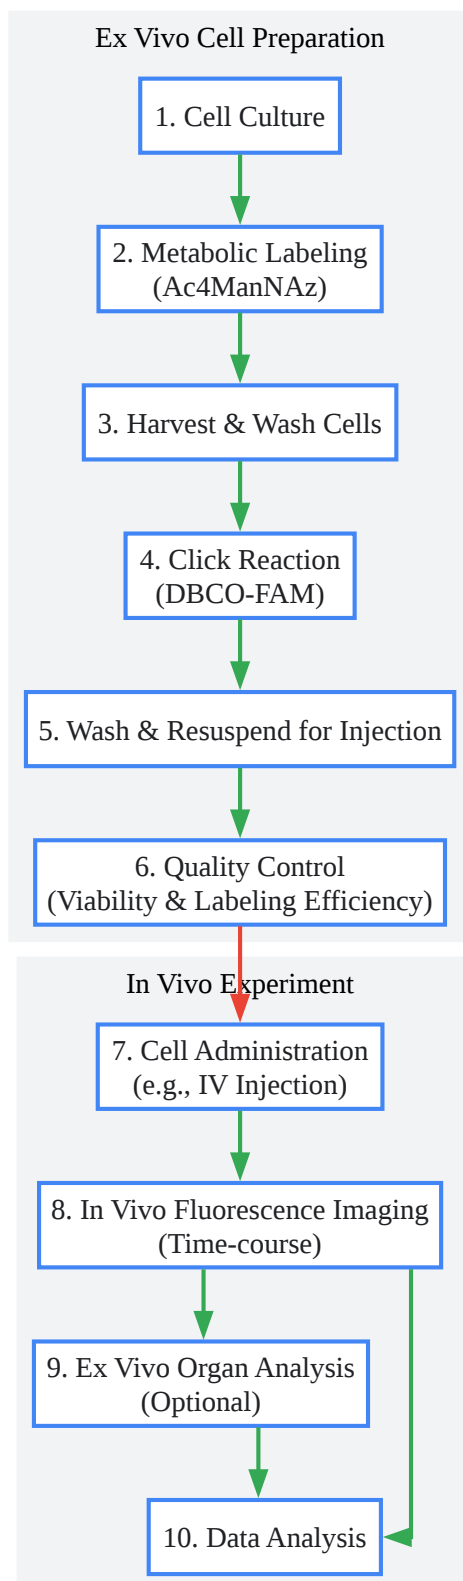 Ex Vivo Cell Preparation
1. Cell Culture
2. Metabolic Labeling
(Ac4ManNAz)
3. Harvest & Wash Cells
4. Click Reaction
(DBCO-FAM)
5. Wash & Resuspend for Injection
6. Quality Control
(Viability & Labeling Efficiency)
In Vivo Experiment
7. Cell Administration
(e.g., IV Injection)
8. In Vivo Fluorescence Imaging
(Time-course)
9. Ex Vivo Organ Analysis
(Optional)
10. Data Analysis